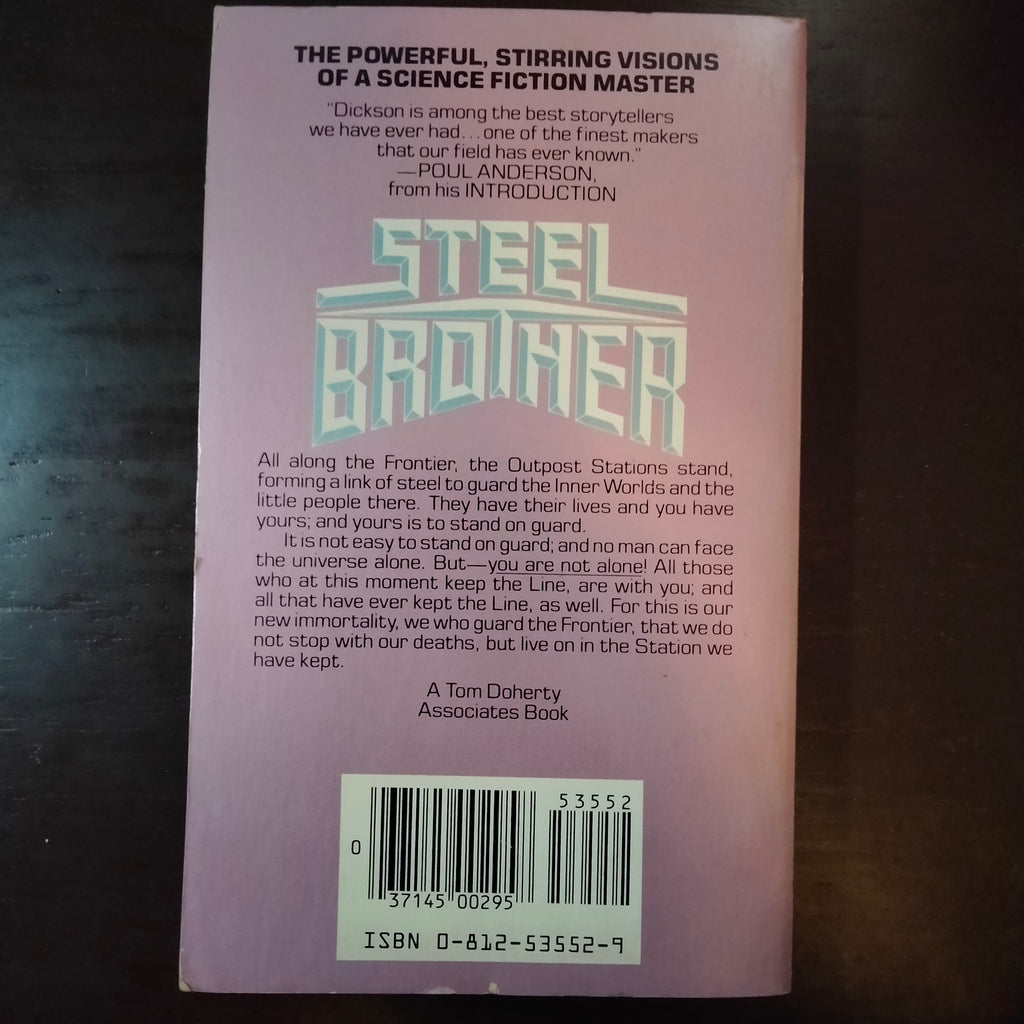 THE POWERFUL, STIRRING VISIONS
OF A SCIENCE FICTION MASTER
"Dickson is among the best storytellers
we have ever had...one of the finest makers
that our field has ever known."
—POUL ANDERSON,
from his INTRODUCTION
STEEL
BROTHER
All along the Frontier, the Outpost Stations stand,
forming a link of steel to guard the Inner Worlds and the
little people there. They have their lives and you have
yours; and yours is to stand on guard.
It is not easy to stand on guard; and no man can face
the universe alone. But—you are not alone! All those
who at this moment keep the Line, are with you; and
all that have ever kept the Line, as well. For this is our
new immortality, we who guard the Frontier, that we do
not stop with our deaths, but live on in the Station we
have kept.
A Tom Doherty
Associates Book
53552
0
37145 00295
ISBN 0-812-53552-9